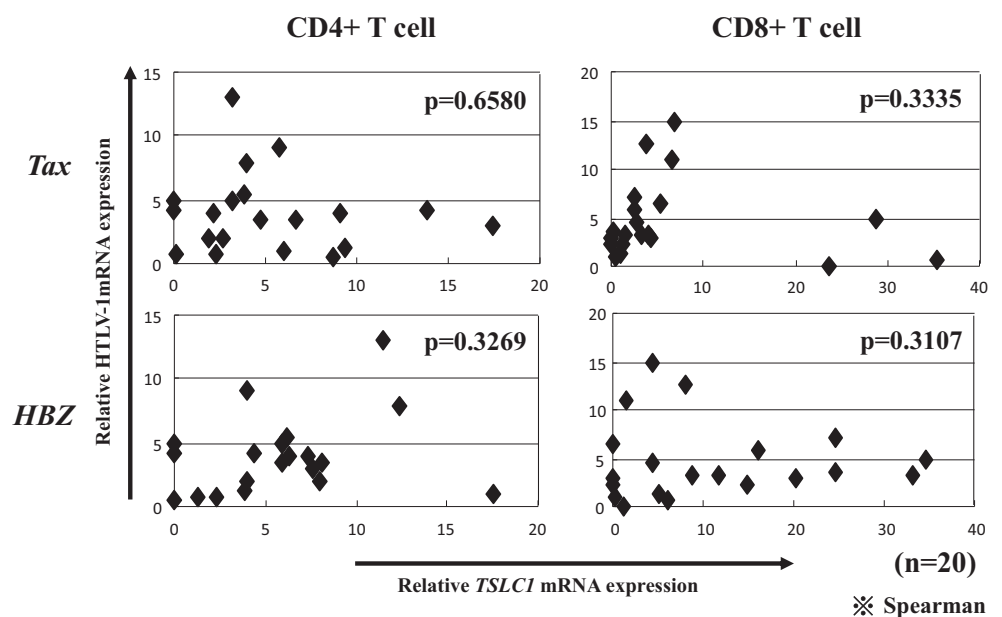 CD4+ T cell
CD8+ T cell
Tax
HBZ
Relative HTLV-1mRNA expression
15
10
5
0
0 5 10 15 20
p=0.6580
20
15
10
5
0
0 10 20 30 40
p=0.3335
15
10
5
0
0 5 10 15 20
p=0.3269
20
15
10
5
0
0 10 20 30 40
p=0.3107
Relative TSLC1 mRNA expression
(n=20)
※ Spearman